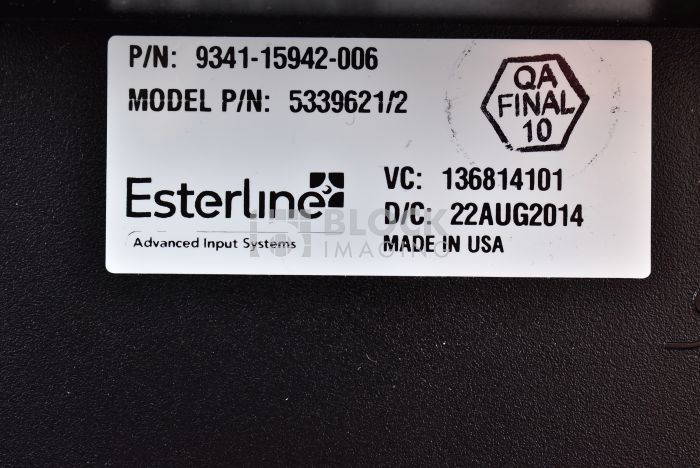 P/N: 9341-15942-006
MODEL P/N: 5339621/2
QA
FINAL
10
Esterline
Advanced Input Systems
VC: 136814101
D/C: 22AUG2014
MADE IN USA
BLOCK
IMAGING